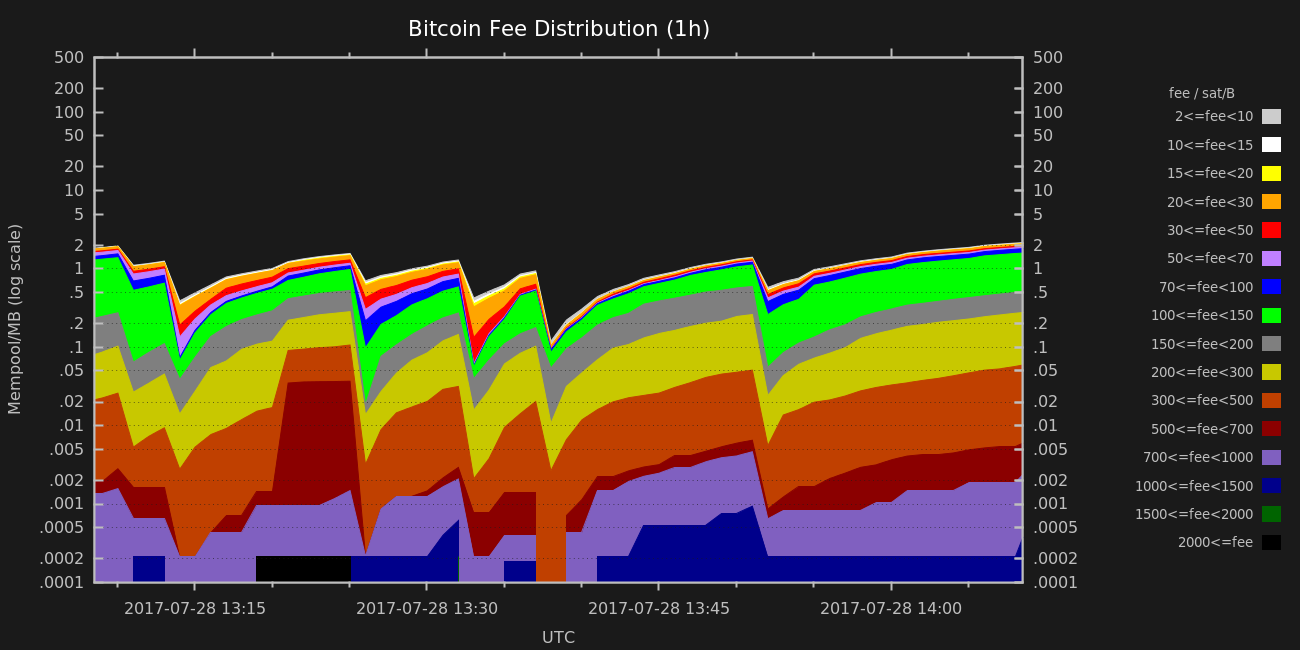 Bitcoin Fee Distribution (1h)
500
200
100
50
20
10
5
2
1
.5
.2
.1
.05
.02
.01
.005
.002
.001
.0005
.0002
.0001
Mempool/MB (log scale)
500
200
100
50
20
10
5
2
1
.5
.2
.1
.05
.02
.01
.005
.002
.001
.0005
.0002
.0001
2017-07-28 13:15
2017-07-28 13:30
2017-07-28 13:45
2017-07-28 14:00
UTC
fee / sat/B
2<=fee<10
10<=fee<15
15<=fee<20
20<=fee<30
30<=fee<50
50<=fee<70
70<=fee<100
100<=fee<150
150<=fee<200
200<=fee<300
300<=fee<500
500<=fee<700
700<=fee<1000
1000<=fee<1500
1500<=fee<2000
2000<=fee